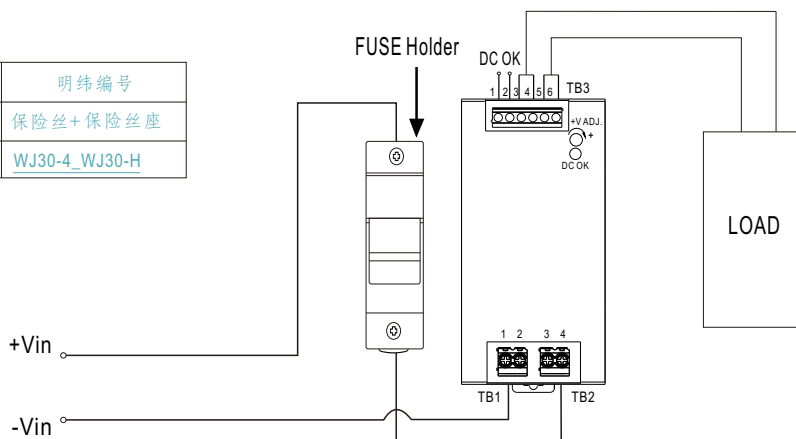 明纬编号
保险丝+保险丝座
WJ30-4_WJ30-H
FUSE Holder
DC OK
1 2 3 4 5 6 TB3
+V ADJ.
+
DC OK
LOAD
+Vin
-Vin
1 2 3 4
TB1 TB2